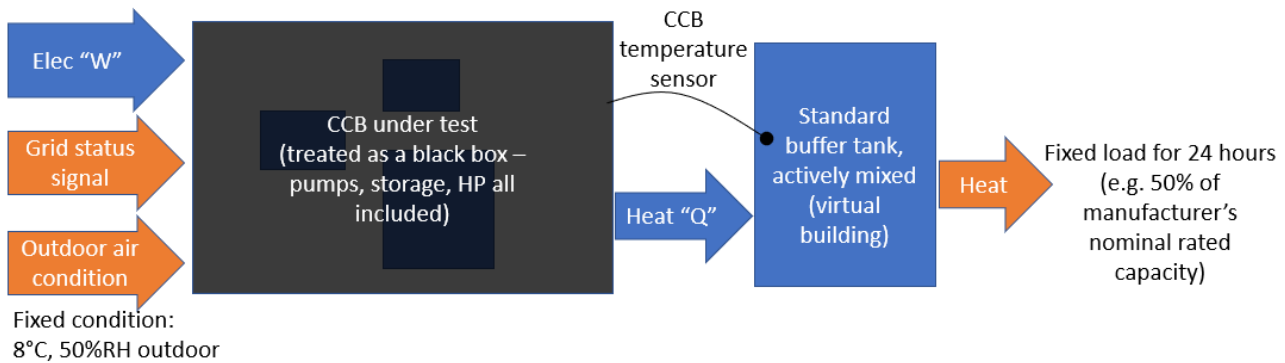 Elec “W”
Grid status
signal
Outdoor air
condition
Fixed condition:
8°C, 50%RH outdoor
CCB under test
(treated as a black box –
pumps, storage, HP all
included)
CCB
temperature
sensor
Heat “Q”
Standard
buffer tank,
actively mixed
(virtual
building)
Heat
Fixed load for 24 hours
(e.g. 50% of
manufacturer’s
nominal rated
capacity)